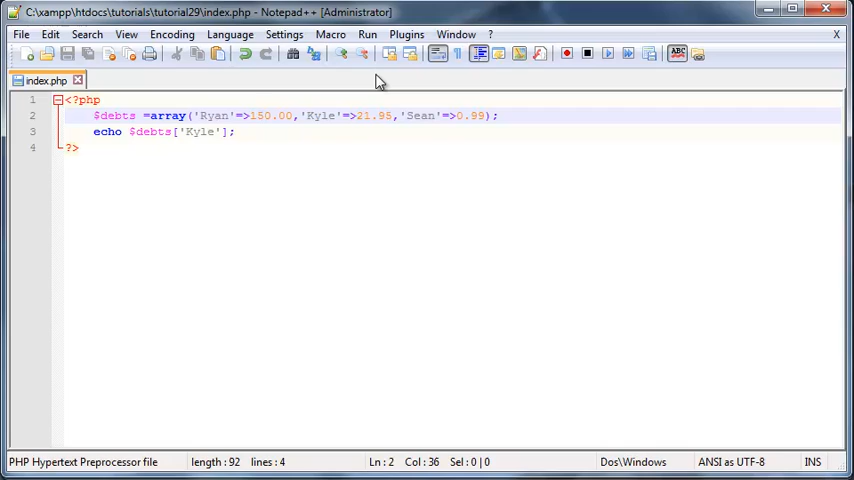 C:\xampp\htdocs\tutorials\tutorial29\index.php - Notepad++ [Administrator]
File Edit Search View Encoding Language Settings Macro Run Plugins Window ? X
ABC
index.php
1 <?php
2 $debts =array('Ryan'=>150.00,'Kyle'=>21.95,'Sean'=>0.99);
3 echo $debts['Kyle'];
4 ?>
PHP Hypertext Preprocessor file length : 92 lines : 4 Ln : 2 Col : 36 Sel : 0 | 0 Dos\Windows ANSI as UTF-8 INS